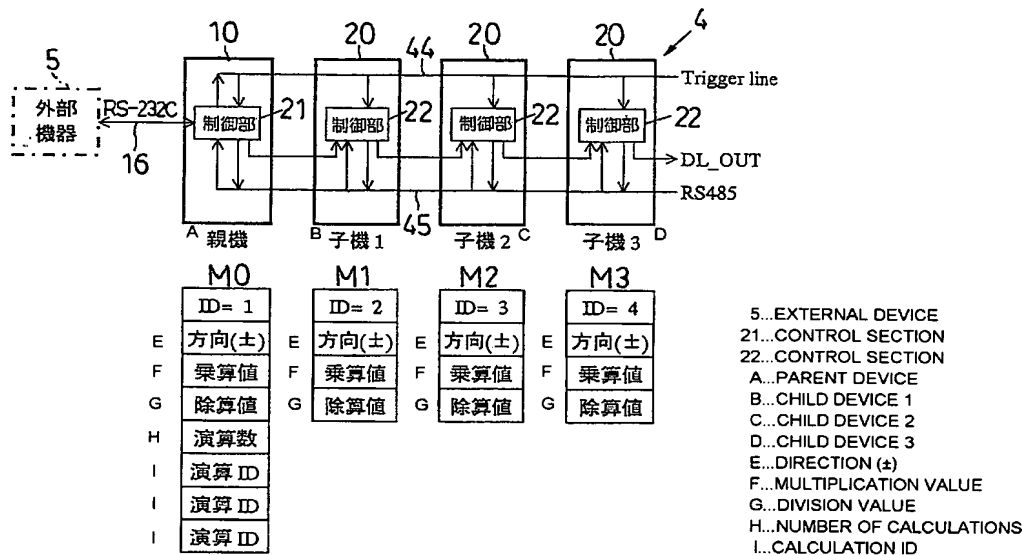 10 20 20 20 4
5 44 Trigger line
外部
機器
RS-232C
16
制御部 21 制御部 22 制御部 22 制御部 22
DL_OUT
RS485
45
A 親機 B 子機1 子機2 C 子機3 D
M0 M1 M2 M3
ID= 1 ID= 2 ID= 3 ID= 4
E 方向(±) E 方向(±) E 方向(±) E 方向(±)
F 乗算値 F 乗算値 F 乗算値 F 乗算値
G 除算値 G 除算値 G 除算値 G 除算値
H 演算数
I 演算ID
I 演算ID
I 演算ID
5...EXTERNAL DEVICE
21...CONTROL SECTION
22...CONTROL SECTION
A...PARENT DEVICE
B...CHILD DEVICE 1
C...CHILD DEVICE 2
D...CHILD DEVICE 3
E...DIRECTION (±)
F...MULTIPLICATION VALUE
G...DIVISION VALUE
H...NUMBER OF CALCULATIONS
I...CALCULATION ID